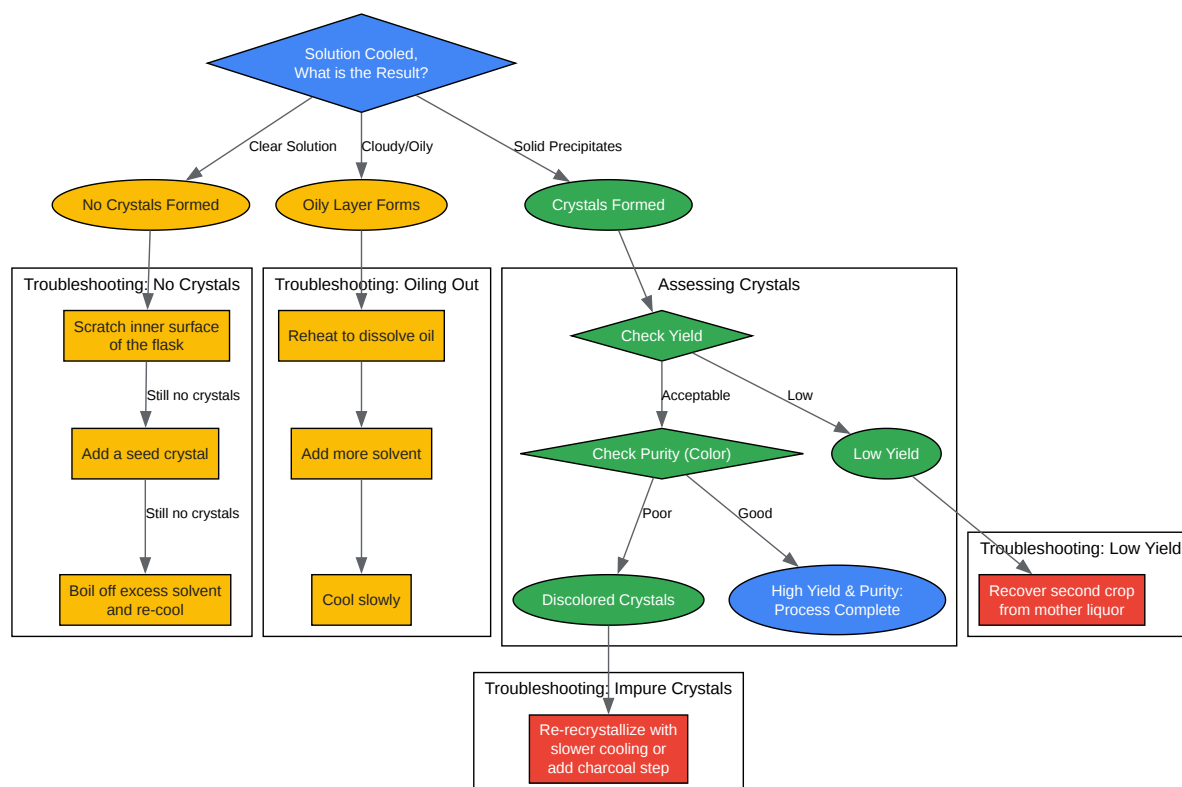 Solution Cooled,
What is the Result?
Clear Solution
Cloudy/Oily
Solid Precipitates
No Crystals Formed
Oily Layer Forms
Crystals Formed
Troubleshooting: No Crystals
Troubleshooting: Oiling Out
Assessing Crystals
Scratch inner surface
of the flask
Reheat to dissolve oil
Check Yield
Still no crystals
Acceptable
Low
Add a seed crystal
Add more solvent
Check Purity (Color)
Low Yield
Still no crystals
Poor
Good
Troubleshooting: Low Yield
Boil off excess solvent
and re-cool
Cool slowly
Discolored Crystals
High Yield & Purity:
Process Complete
Recover second crop
from mother liquor
Troubleshooting: Impure Crystals
Re-recrystallize with
slower cooling or
add charcoal step